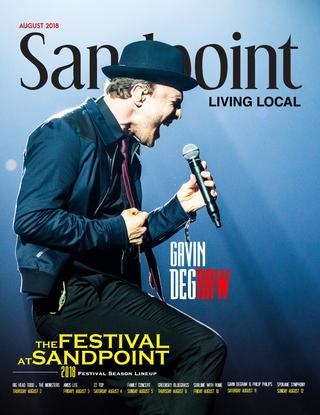 AUGUST 2018
Sandpoint
LIVING LOCAL
GAVIN
DEGRAW
THE FESTIVAL
AT SANDPOINT
2018 FESTIVAL SEASON LINEUP
BIG HEAD TODD & THE MONSTERS
THURSDAY AUGUST 2
AMOS LEE
FRIDAY AUGUST 3
ZZ TOP
SATURDAY AUGUST 4
FAMILY CONCERT
SUNDAY AUGUST 5
GREENSKY BLUEGRASS
THURSDAY AUGUST 9
SUBLIME WITH ROME
FRIDAY AUGUST 10
GAVIN DEGRAW & PHILLIP PHILLIPS
SATURDAY AUGUST 11
SPOKANE SYMPHONY
SUNDAY AUGUST 12